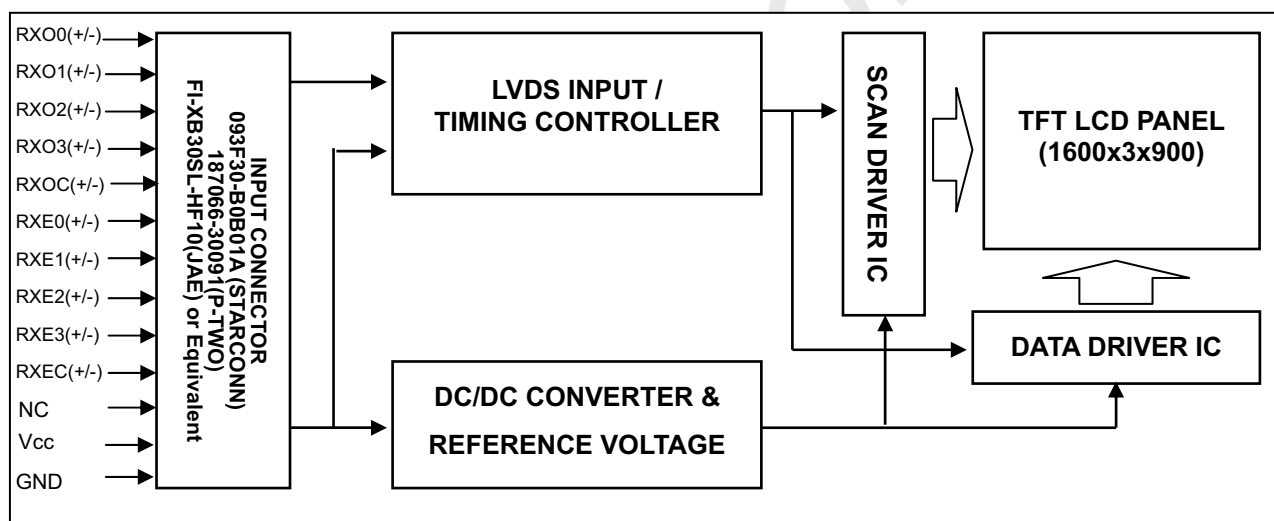 RXO0(+/-)
RXO1(+/-)
RXO2(+/-)
RXO3(+/-)
RXOC(+/-)
RXE0(+/-)
RXE1(+/-)
RXE2(+/-)
RXE3(+/-)
RXEC(+/-)
NC
Vcc
GND
INPUT CONNECTOR
093F30-B0B01A (STARCONN)
187066-30091(P-TWO)
FI-XB30SL-HF10(JAE) or Equivalent
LVDS INPUT /
TIMING CONTROLLER
DC/DC CONVERTER &
REFERENCE VOLTAGE
SCAN DRIVER IC
TFT LCD PANEL
(1600x3x900)
DATA DRIVER IC